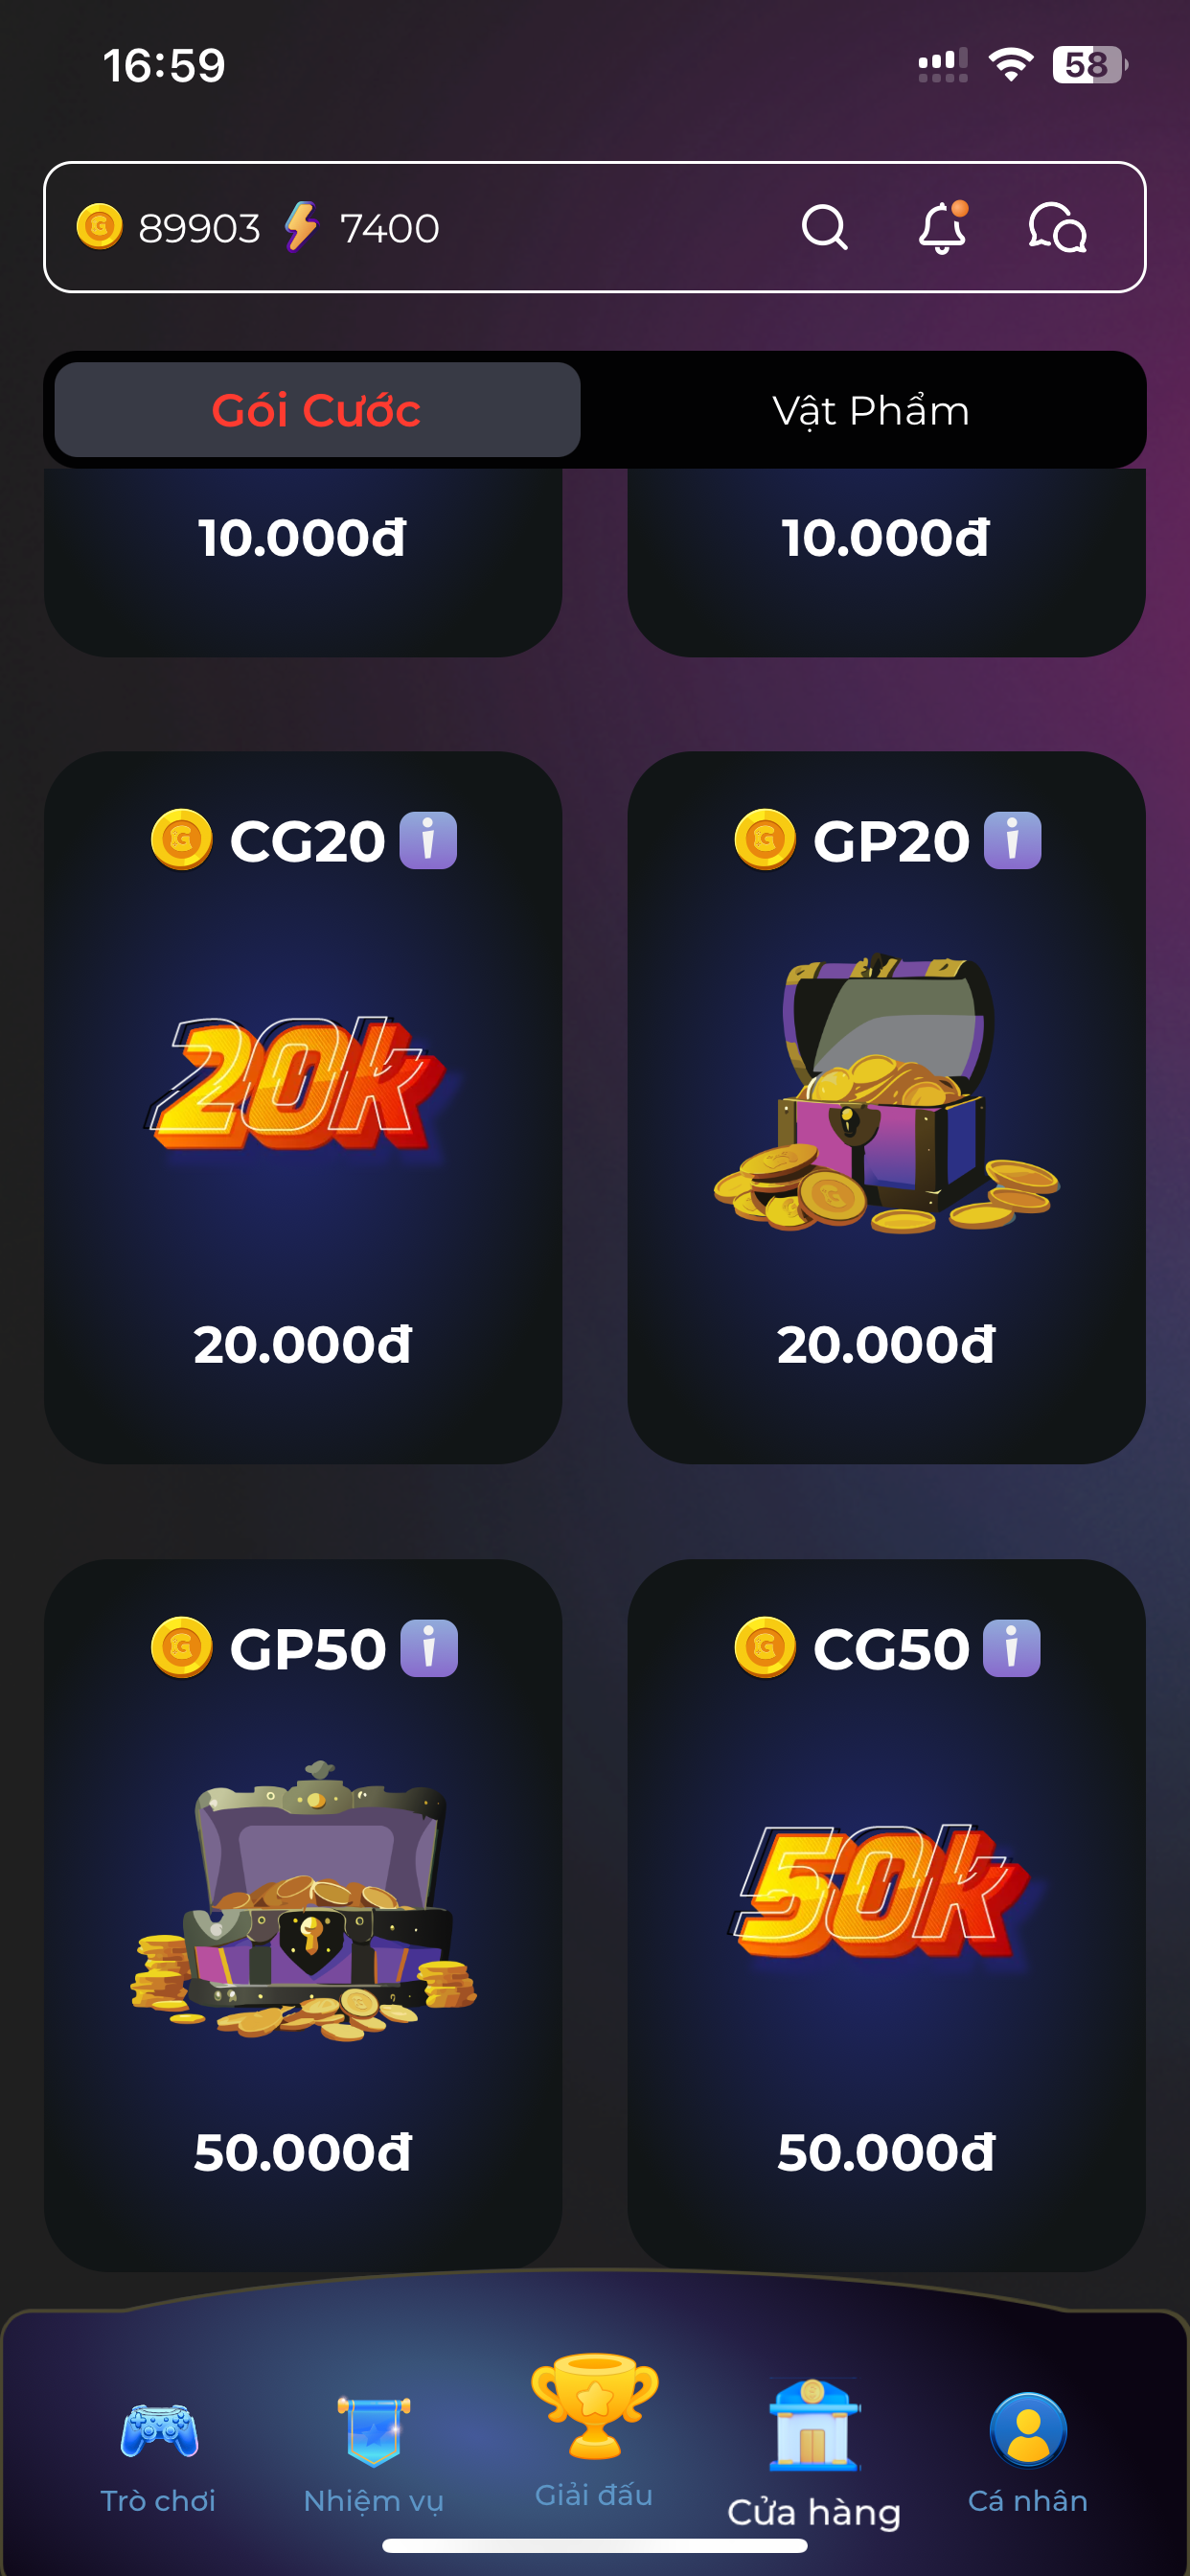 16:59
58
89903 7400
Gói Cước
Vật Phẩm
10.000đ
10.000đ
CG20
GP20
20k
20.000đ
20.000đ
GP50
CG50
50k
50.000đ
50.000đ
Trò chơi
Nhiệm vụ
Giải đấu
Cửa hàng
Cá nhân